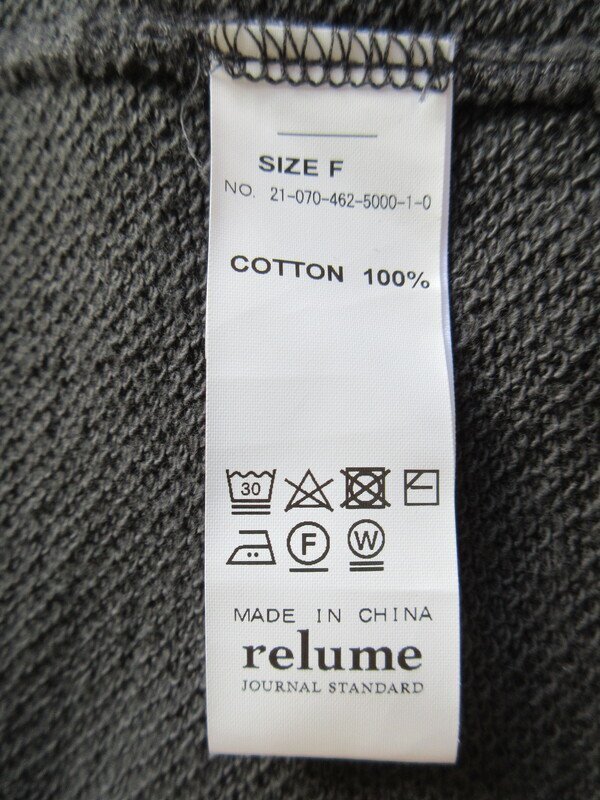 SIZE F
NO. 21-070-462-5000-1-0
COTTON 100%
30
F W
MADE IN CHINA
relume
JOURNAL STANDARD